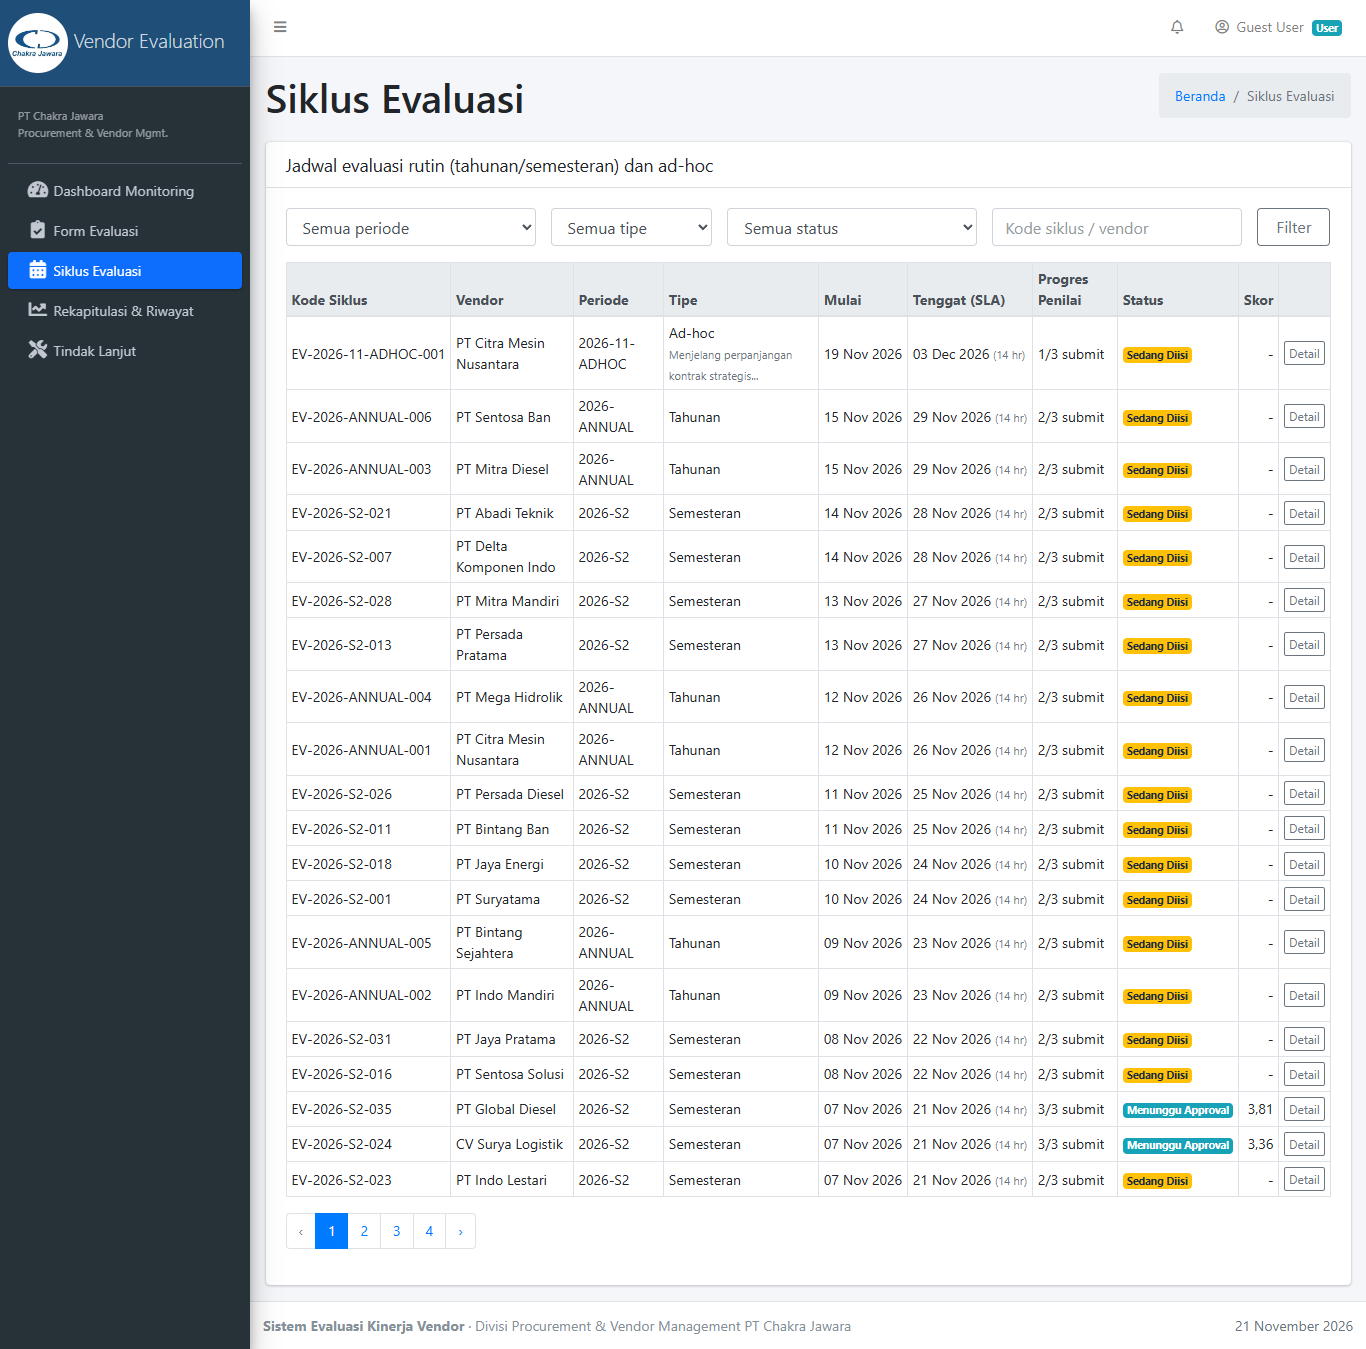 Chakra Jawara
Vendor Evaluation
Guest User User
PT Chakra Jawara
Procurement & Vendor Mgmt.
Dashboard Monitoring
Form Evaluasi
Siklus Evaluasi
Rekapitulasi & Riwayat
Tindak Lanjut
Siklus Evaluasi
Beranda / Siklus Evaluasi
Jadwal evaluasi rutin (tahunan/semesteran) dan ad-hoc
Semua periode Semua tipe Semua status Kode siklus / vendor Filter
Kode Siklus Vendor Periode Tipe Mulai Tenggat (SLA) Progres Penilai Status Skor
EV-2026-11-ADHOC-001 PT Citra Mesin Nusantara 2026-11-ADHOC Ad-hoc Menjelang perpanjangan kontrak strategis... 19 Nov 2026 03 Dec 2026 (14 hr) 1/3 submit Sedang Diisi - Detail
EV-2026-ANNUAL-006 PT Sentosa Ban 2026-ANNUAL Tahunan 15 Nov 2026 29 Nov 2026 (14 hr) 2/3 submit Sedang Diisi - Detail
EV-2026-ANNUAL-003 PT Mitra Diesel 2026-ANNUAL Tahunan 15 Nov 2026 29 Nov 2026 (14 hr) 2/3 submit Sedang Diisi - Detail
EV-2026-S2-021 PT Abadi Teknik 2026-S2 Semesteran 14 Nov 2026 28 Nov 2026 (14 hr) 2/3 submit Sedang Diisi - Detail
EV-2026-S2-007 PT Delta Komponen Indo 2026-S2 Semesteran 14 Nov 2026 28 Nov 2026 (14 hr) 2/3 submit Sedang Diisi - Detail
EV-2026-S2-028 PT Mitra Mandiri 2026-S2 Semesteran 13 Nov 2026 27 Nov 2026 (14 hr) 2/3 submit Sedang Diisi - Detail
EV-2026-S2-013 PT Persada Pratama 2026-S2 Semesteran 13 Nov 2026 27 Nov 2026 (14 hr) 2/3 submit Sedang Diisi - Detail
EV-2026-ANNUAL-004 PT Mega Hidrolik 2026-ANNUAL Tahunan 12 Nov 2026 26 Nov 2026 (14 hr) 2/3 submit Sedang Diisi - Detail
EV-2026-ANNUAL-001 PT Citra Mesin Nusantara 2026-ANNUAL Tahunan 12 Nov 2026 26 Nov 2026 (14 hr) 2/3 submit Sedang Diisi - Detail
EV-2026-S2-026 PT Persada Diesel 2026-S2 Semesteran 11 Nov 2026 25 Nov 2026 (14 hr) 2/3 submit Sedang Diisi - Detail
EV-2026-S2-011 PT Bintang Ban 2026-S2 Semesteran 11 Nov 2026 25 Nov 2026 (14 hr) 2/3 submit Sedang Diisi - Detail
EV-2026-S2-018 PT Jaya Energi 2026-S2 Semesteran 10 Nov 2026 24 Nov 2026 (14 hr) 2/3 submit Sedang Diisi - Detail
EV-2026-S2-001 PT Suryatama 2026-S2 Semesteran 10 Nov 2026 24 Nov 2026 (14 hr) 2/3 submit Sedang Diisi - Detail
EV-2026-ANNUAL-005 PT Bintang Sejahtera 2026-ANNUAL Tahunan 09 Nov 2026 23 Nov 2026 (14 hr) 2/3 submit Sedang Diisi - Detail
EV-2026-ANNUAL-002 PT Indo Mandiri 2026-ANNUAL Tahunan 09 Nov 2026 23 Nov 2026 (14 hr) 2/3 submit Sedang Diisi - Detail
EV-2026-S2-031 PT Jaya Pratama 2026-S2 Semesteran 08 Nov 2026 22 Nov 2026 (14 hr) 2/3 submit Sedang Diisi - Detail
EV-2026-S2-016 PT Sentosa Solusi 2026-S2 Semesteran 08 Nov 2026 22 Nov 2026 (14 hr) 2/3 submit Sedang Diisi - Detail
EV-2026-S2-035 PT Global Diesel 2026-S2 Semesteran 07 Nov 2026 21 Nov 2026 (14 hr) 3/3 submit Menunggu Approval 3,81 Detail
EV-2026-S2-024 CV Surya Logistik 2026-S2 Semesteran 07 Nov 2026 21 Nov 2026 (14 hr) 3/3 submit Menunggu Approval 3,36 Detail
EV-2026-S2-023 PT Indo Lestari 2026-S2 Semesteran 07 Nov 2026 21 Nov 2026 (14 hr) 2/3 submit Sedang Diisi - Detail
‹ 1 2 3 4 ›
Sistem Evaluasi Kinerja Vendor · Divisi Procurement & Vendor Management PT Chakra Jawara
21 November 2026